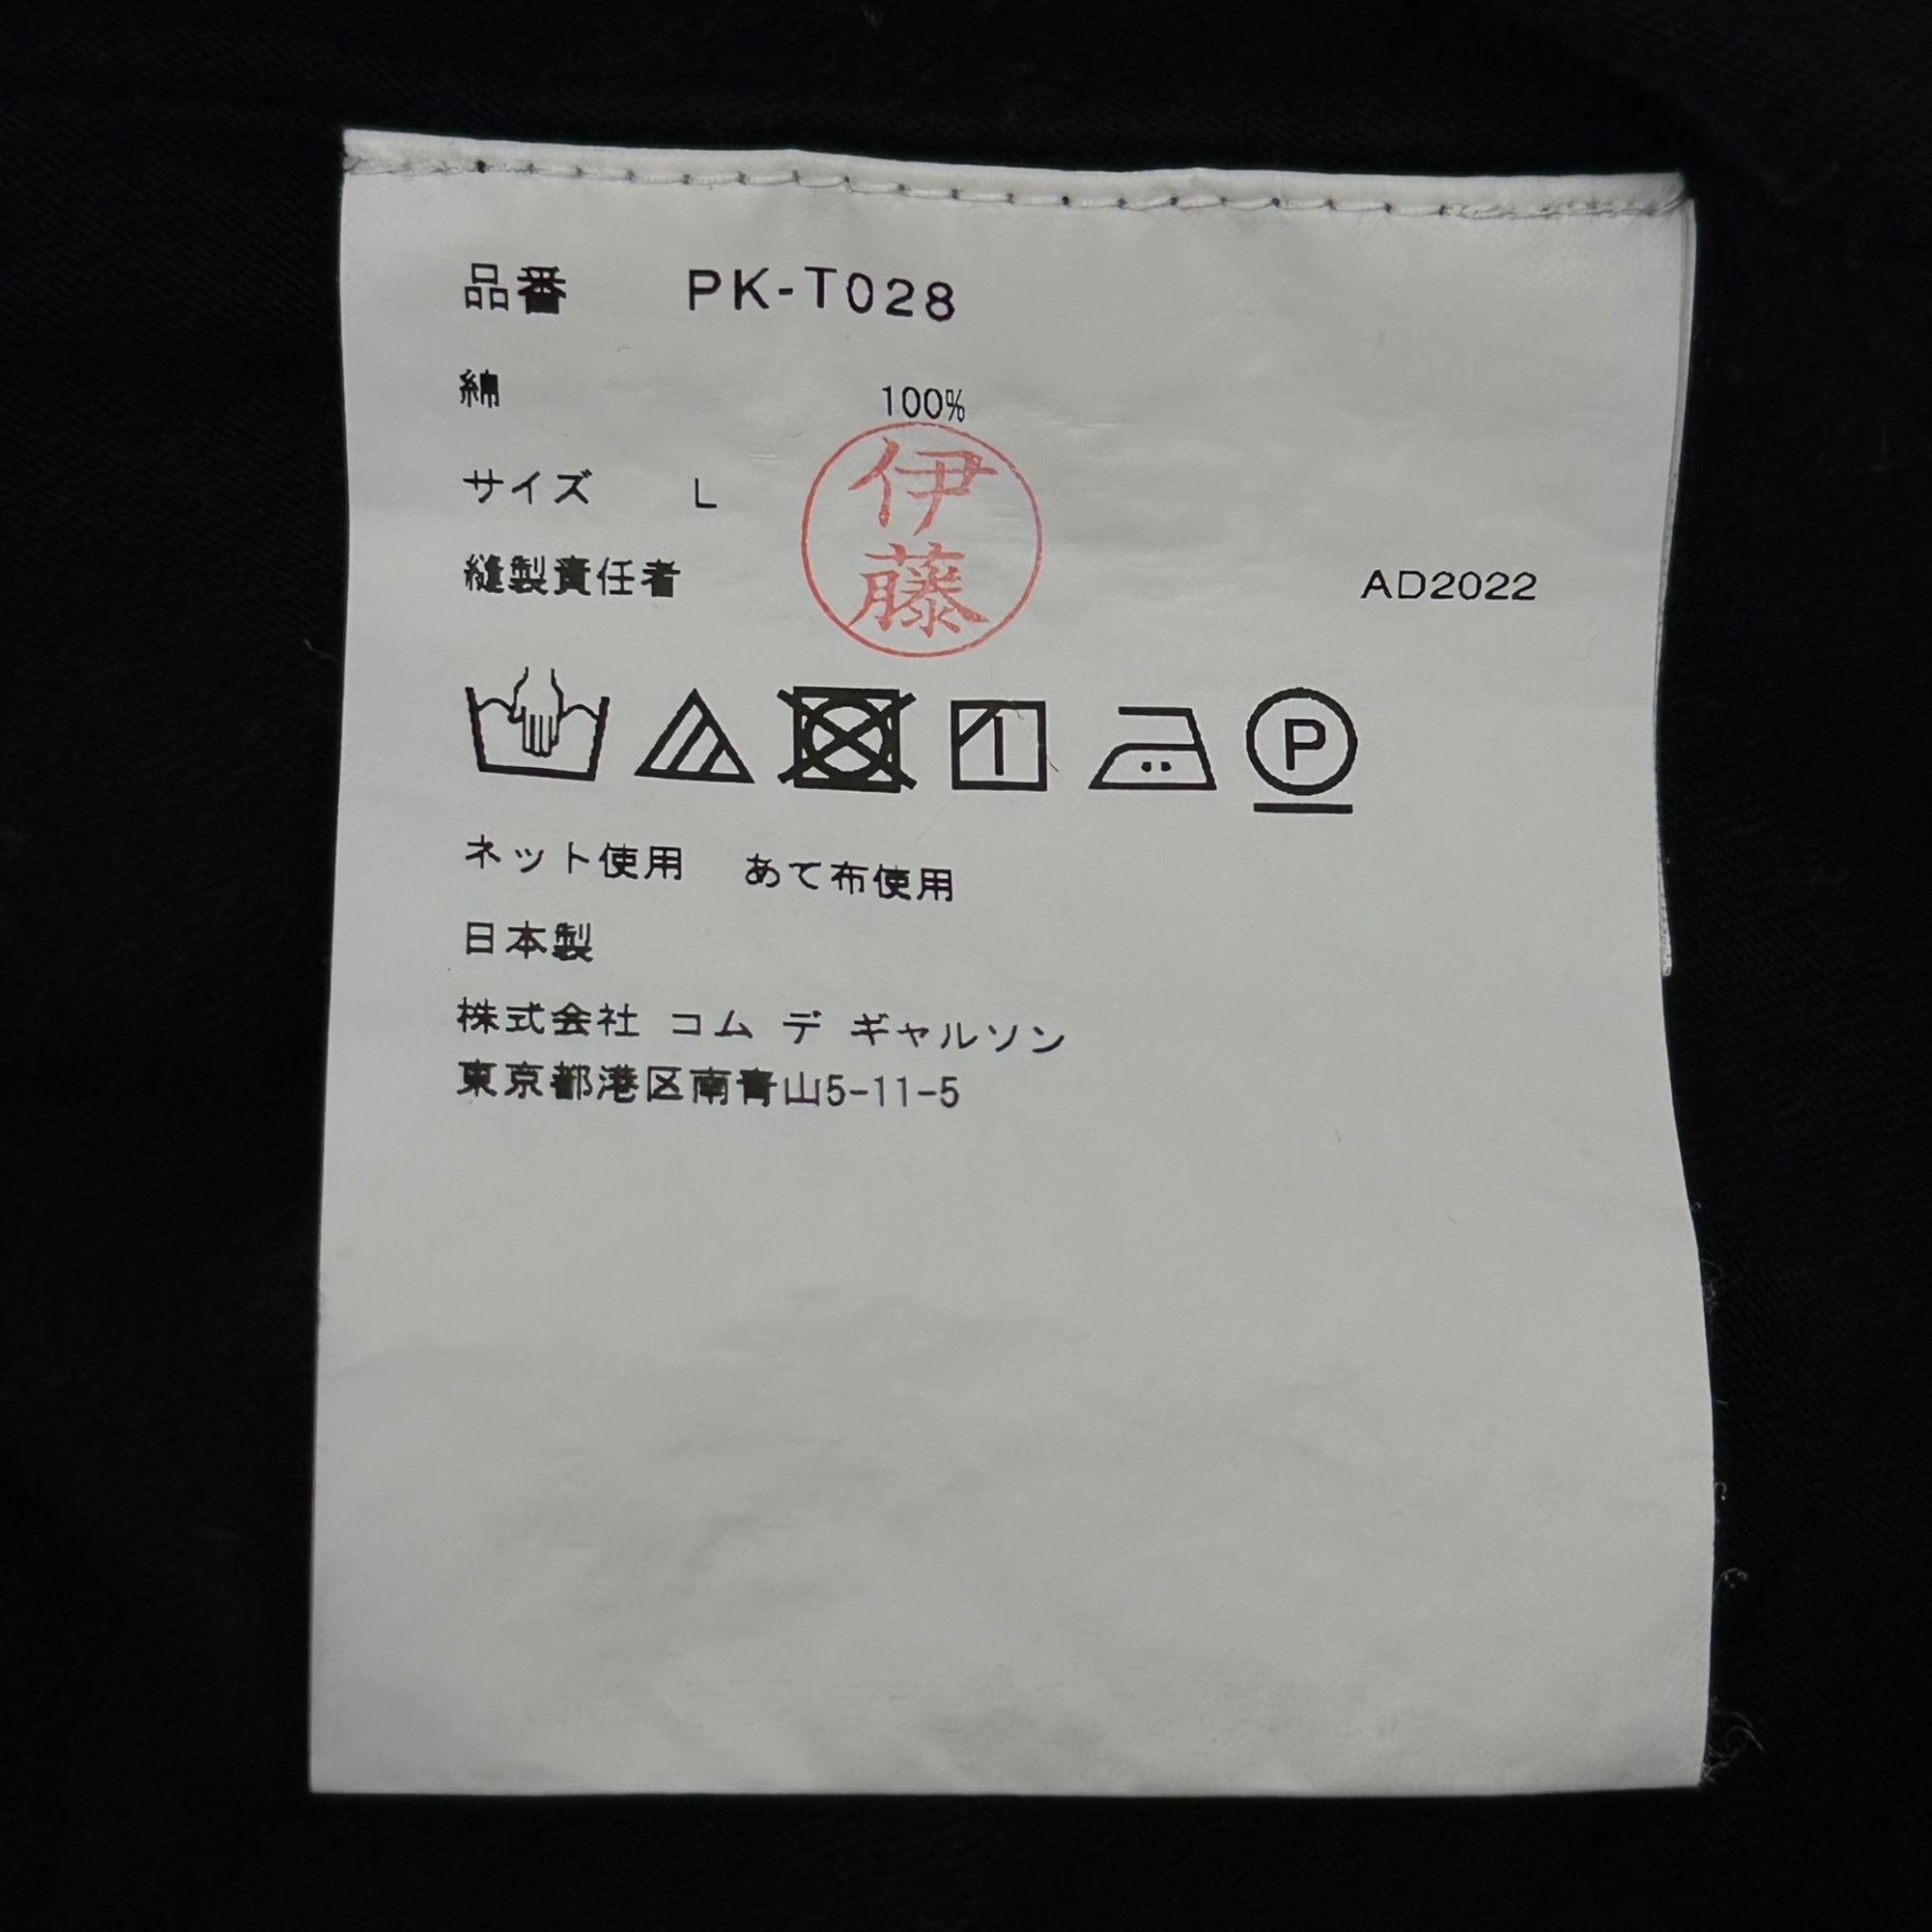 品番 PK-T028
綿 100%
サイズ L
伊藤
縫製責任者 AD2022
P
ネット使用 あて布使用
日本製
株式会社 コム デ ギャルソン
東京都港区南青山5-11-5